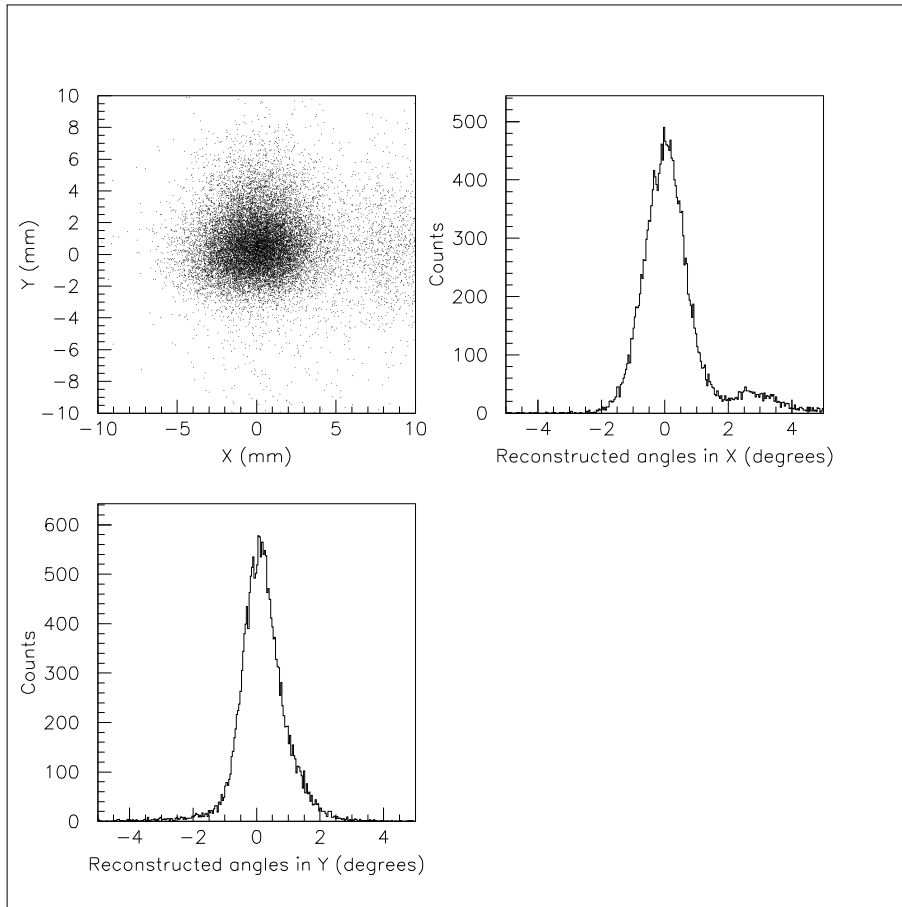 10
8
6
4
2
0
−2
−4
−6
−8
−10
Y (mm)
−10 −5 0 5 10
X (mm)
500
400
300
200
100
0
Counts
−4 −2 0 2 4
Reconstructed angles in X (degrees)
600
500
400
300
200
100
0
Counts
−4 −2 0 2 4
Reconstructed angles in Y (degrees)